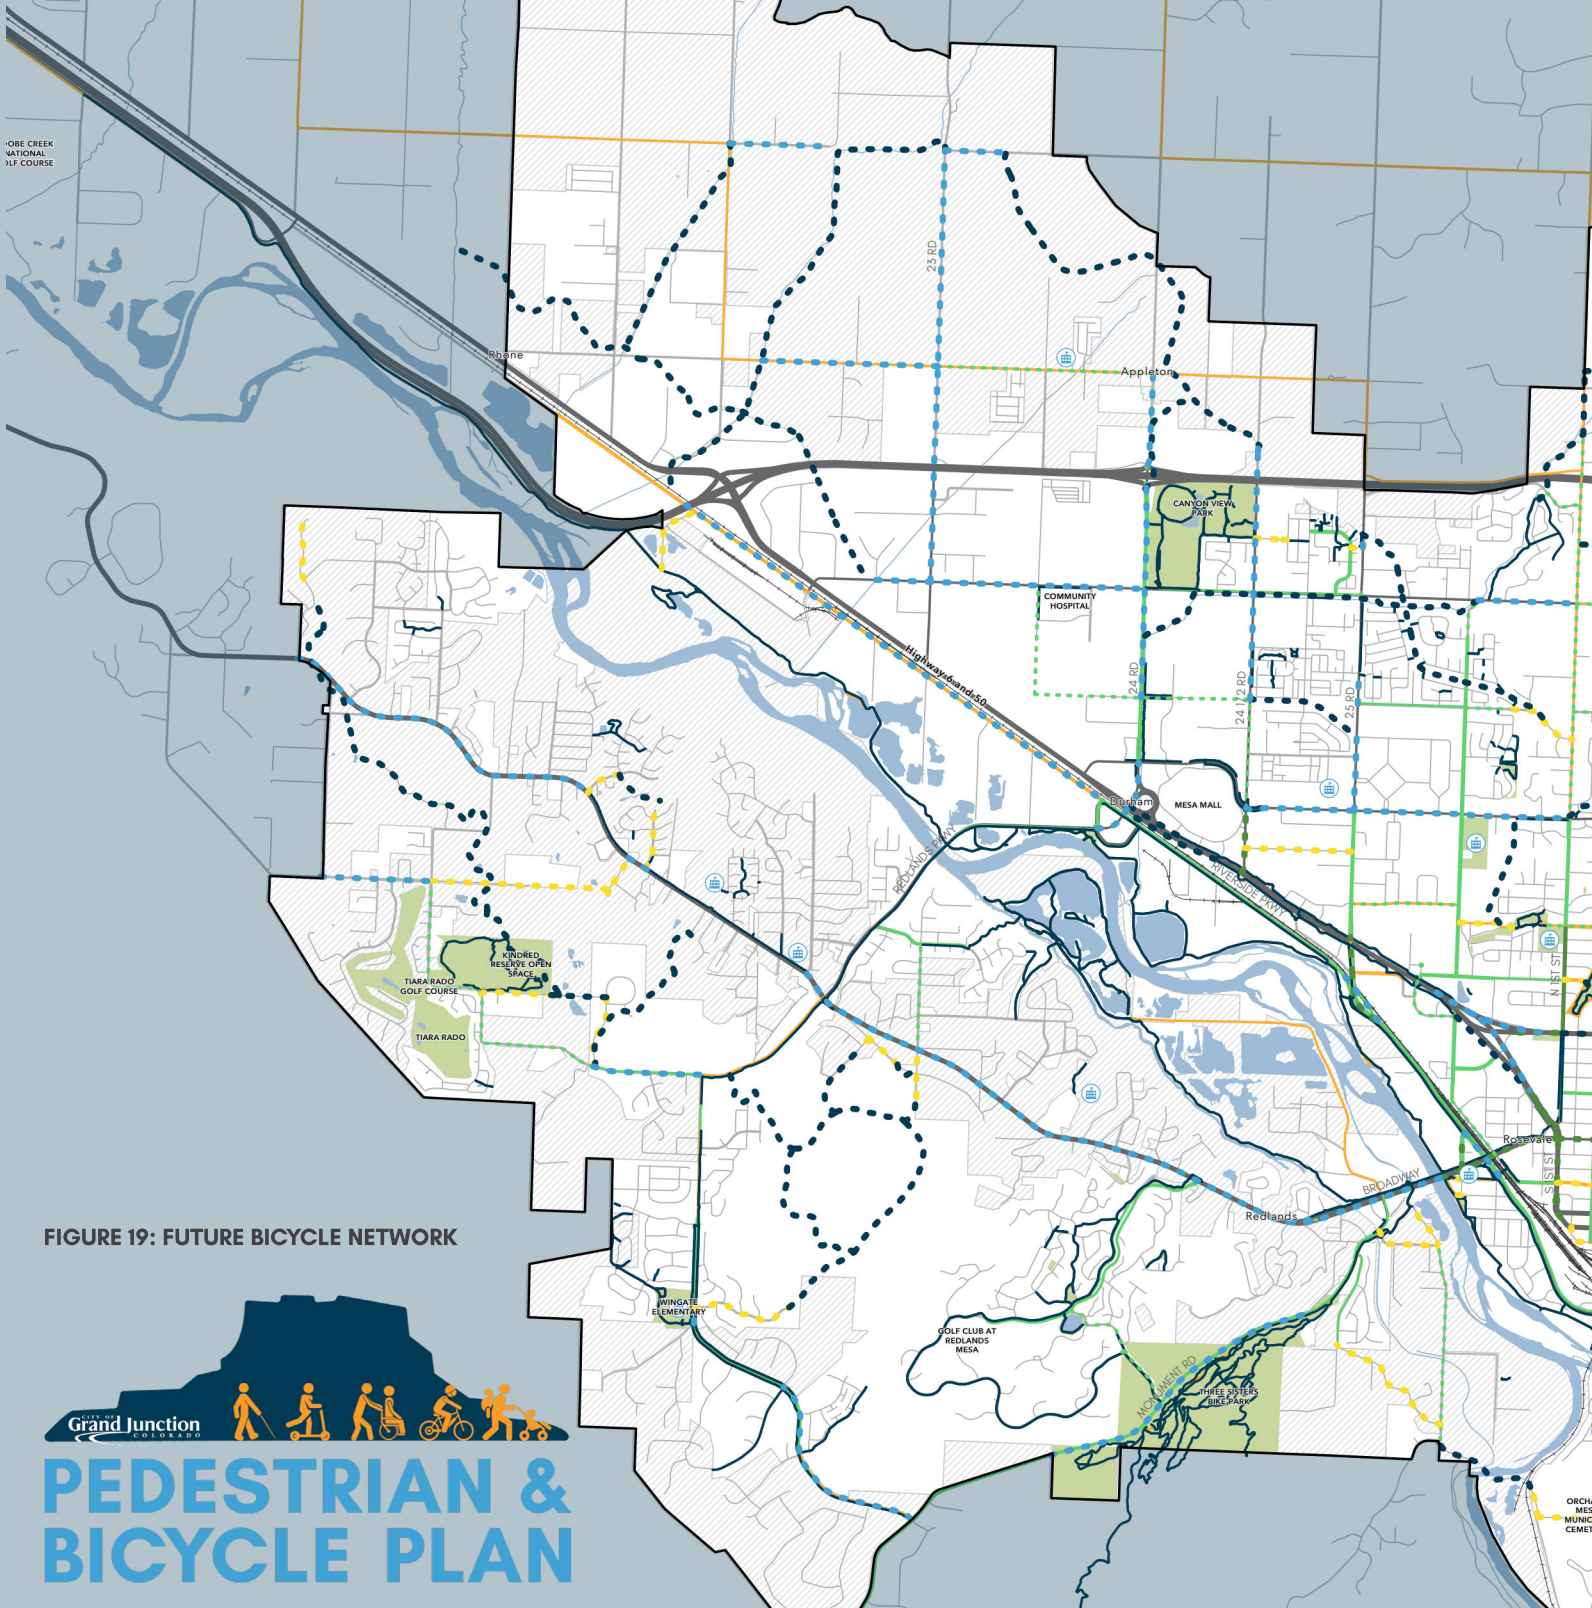 OBE CREEK
NATIONAL
OLF COURSE
23 RD
Rhone
Appleton
CANYON VIEW
PARK
COMMUNITY
HOSPITAL
Highway 6 and 50
24 RD
24 1/2 RD
25 RD
Durham
MESA MALL
REDLANDS PKWY
RIVERSIDE PKWY
KINDRED
RESERVE OPEN
SPACE
TIARA RADO
GOLF COURSE
TIARA RADO
N 1ST ST
Rosevale
S 1ST ST
BROADWAY
Redlands
WINGATE
ELEMENTARY
GOLF CLUB AT
REDLANDS
MESA
MONUMENT RD
THREE SISTERS
BIKE PARK
ORCHA
MES
MUNIC
CEMET
FIGURE 19: FUTURE BICYCLE NETWORK
CITY OF
Grand Junction
COLORADO
PEDESTRIAN &
BICYCLE PLAN